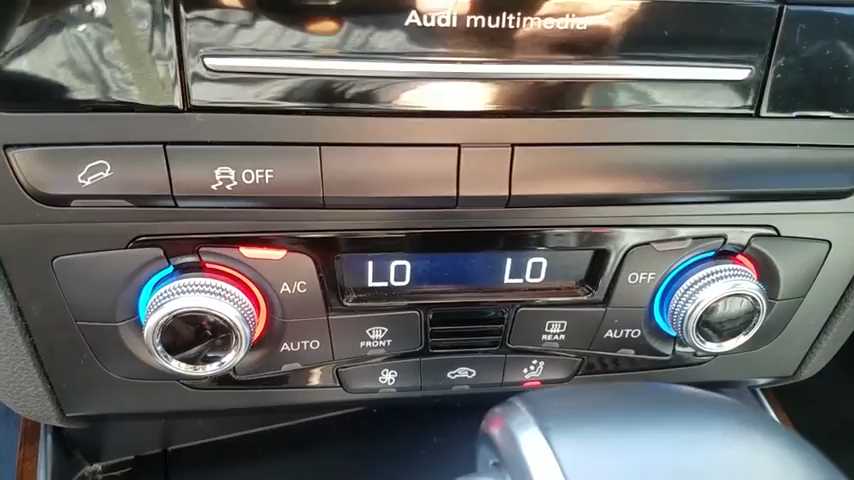 Audi multimedia
OFF
LO LO
A/C OFF
AUTO FRONT REAR AUTO